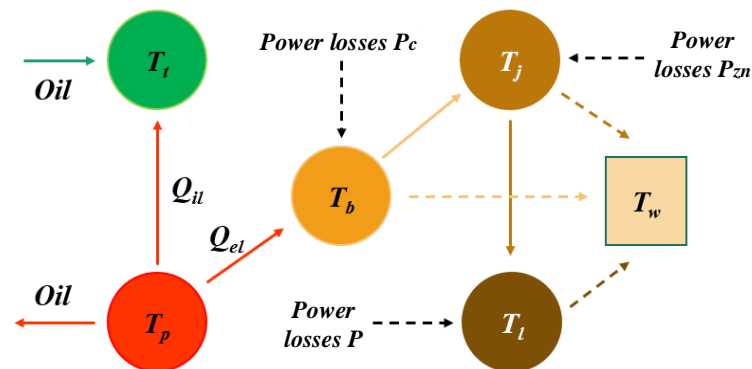 Power losses Pc
Power
losses Pzn
Tt
Tj
Oil
Qil
Tb
Tw
Qel
Oil
Tp
Power
losses P
Tl